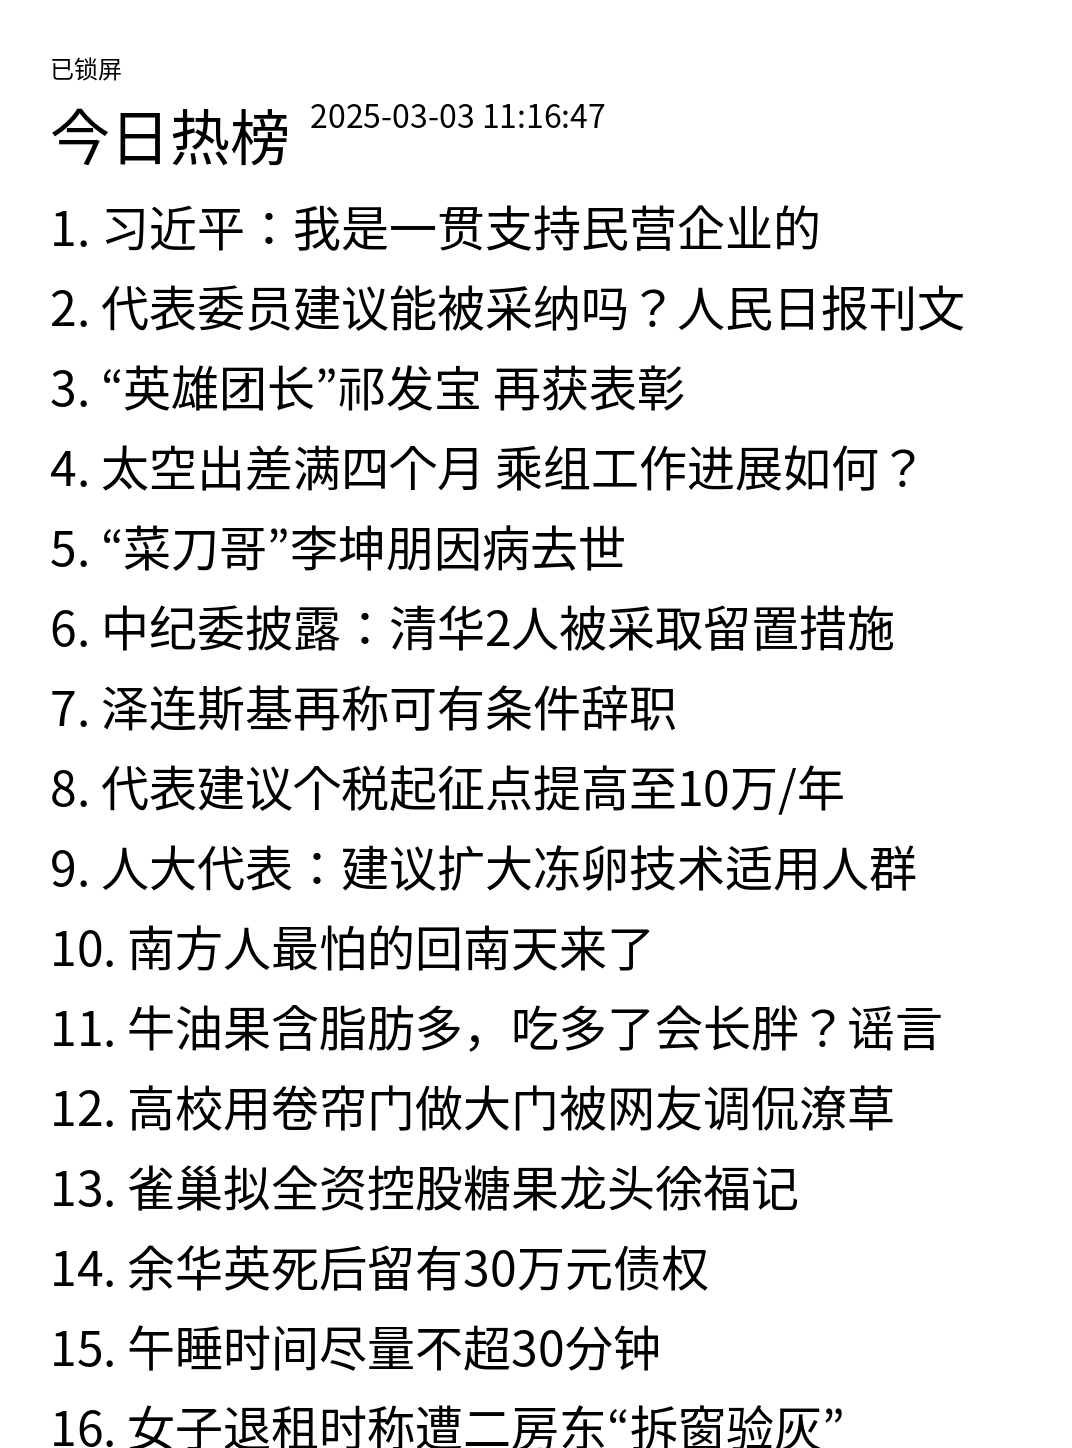 已锁屏
今日热榜 2025-03-03 11:16:47
1. 习近平：我是一贯支持民营企业的
2. 代表委员建议能被采纳吗？人民日报刊文
3. “英雄团长”祁发宝 再获表彰
4. 太空出差满四个月 乘组工作进展如何？
5. “菜刀哥”李坤朋因病去世
6. 中纪委披露：清华2人被采取留置措施
7. 泽连斯基再称可有条件辞职
8. 代表建议个税起征点提高至10万/年
9. 人大代表：建议扩大冻卵技术适用人群
10. 南方人最怕的回南天来了
11. 牛油果含脂肪多，吃多了会长胖？谣言
12. 高校用卷帘门做大门被网友调侃潦草
13. 雀巢拟全资控股糖果龙头徐福记
14. 余华英死后留有30万元债权
15. 午睡时间尽量不超30分钟
16. 女子退租时称遭二房东“拆窗验灰”